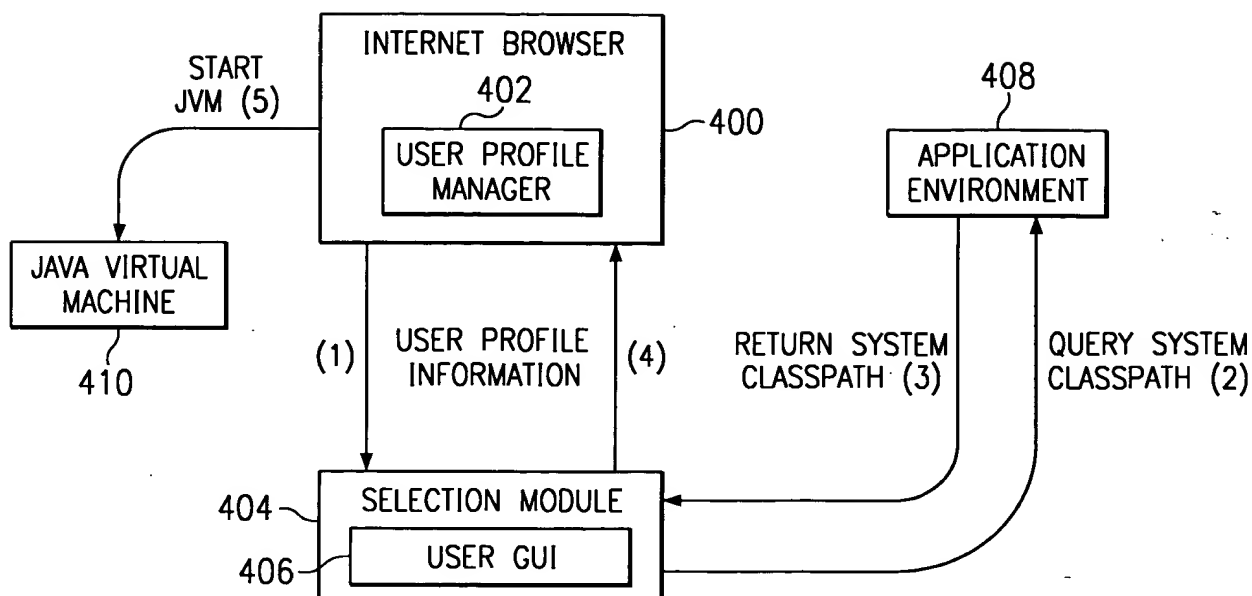 INTERNET BROWSER
START
JVM (5)
402
USER PROFILE
MANAGER
400
408
APPLICATION
ENVIRONMENT
JAVA VIRTUAL
MACHINE
410
(1)
USER PROFILE
INFORMATION
(4)
RETURN SYSTEM
CLASSPATH (3)
QUERY SYSTEM
CLASSPATH (2)
404
SELECTION MODULE
406
USER GUI